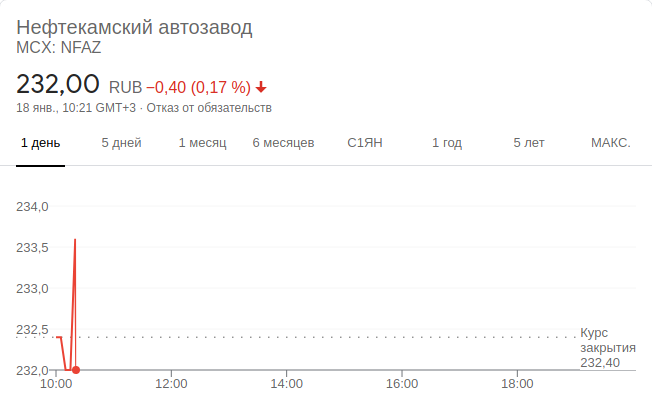 Нефтекамский автозавод
MCX: NFAZ
232,00 RUB −0,40 (0,17 %)
18 янв., 10:21 GMT+3 · Отказ от обязательств
1 день 5 дней 1 месяц 6 месяцев С1ЯН 1 год 5 лет МАКС.
234,0
233,5
233,0
232,5
232,0
Курс
закрытия
232,40
10:00 12:00 14:00 16:00 18:00